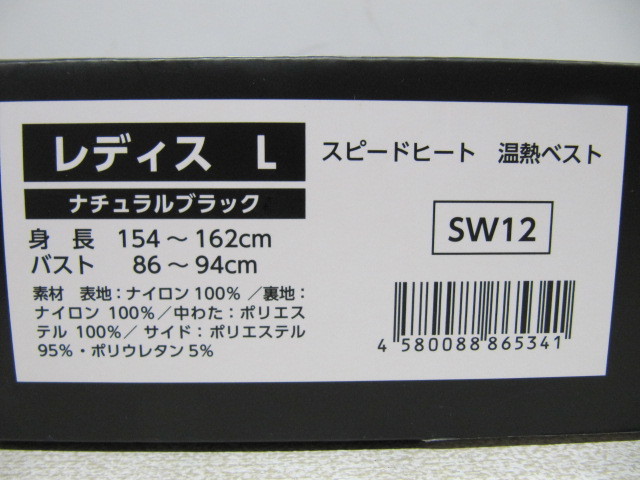 レディス L
ナチュラルブラック
身 長 154～162cm
バスト 86～94cm
素材 表地：ナイロン100% ／裏地：
ナイロン 100%／中わた：ポリエス
テル 100%／サイド：ポリエステル
95%・ポリウレタン5%
スピードヒート 温熱ベスト
SW12
4 580088 865341